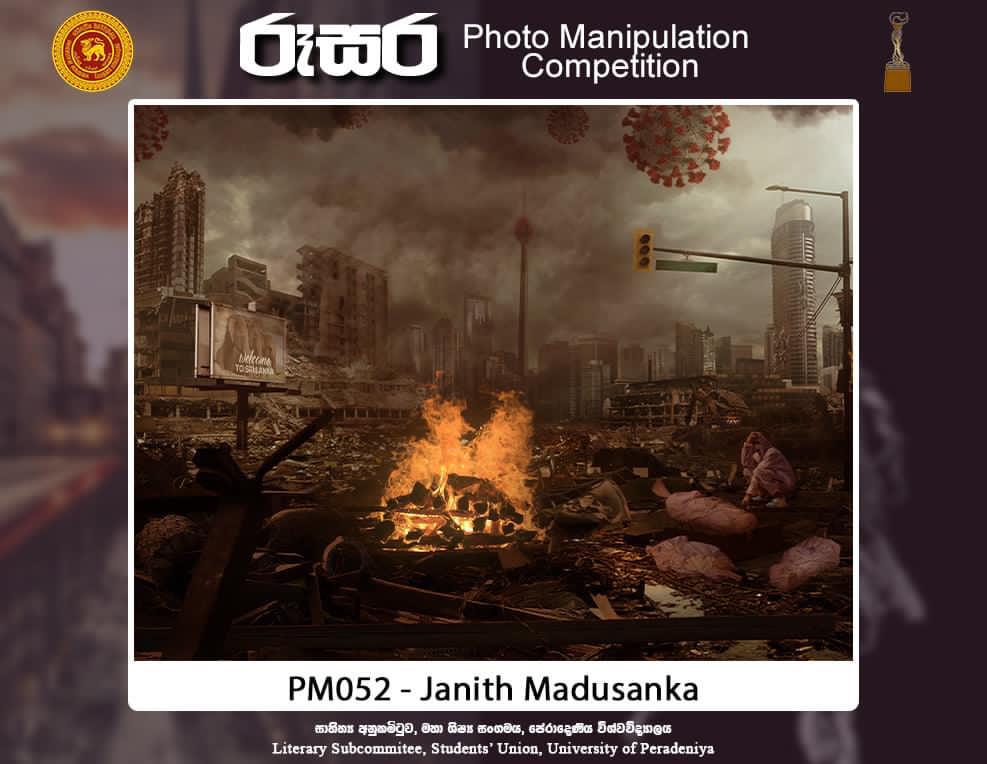 රූසර
Photo Manipulation
Competition
welcome
TO SRI LANKA
PM052 - Janith Madusanka
සාහිත්‍ය අනුකමිටුව, මහා ශිෂ්‍ය සංගමය, පේරාදෙණිය විශ්වවිද්‍යාලය
Literary Subcommitee, Students' Union, University of Peradeniya